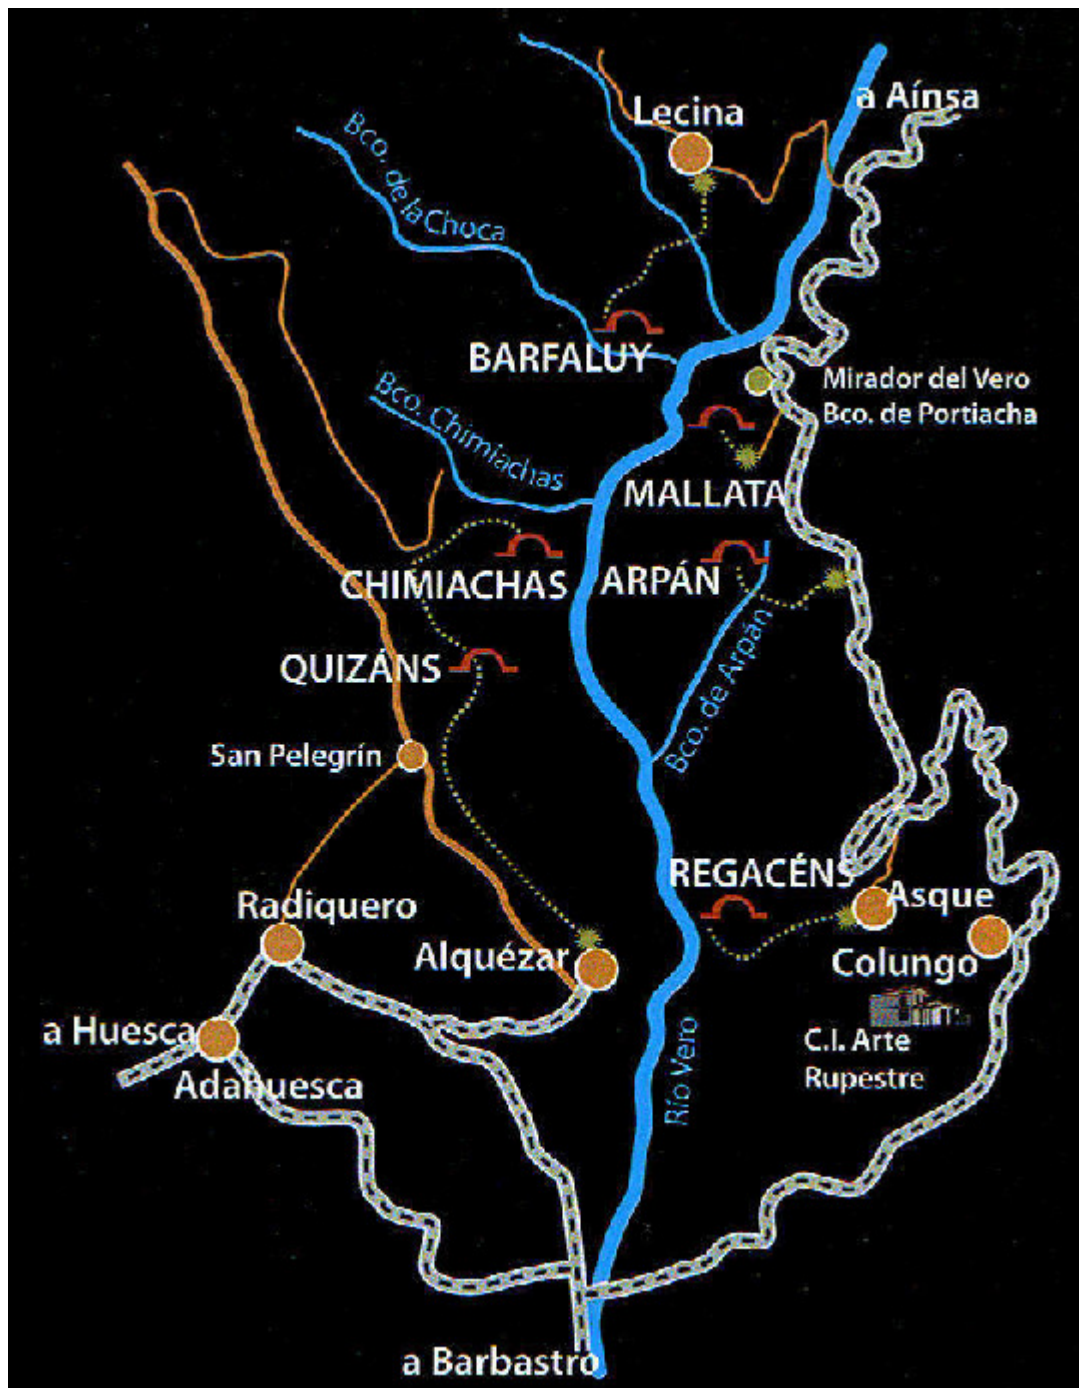 a Aínsa
Lecina
Bco. de la Choca
BARFALUY
Mirador del Vero
Bco. de Portiacha
Bco. Chimiachas
MALLATA
CHIMIACHAS
ARPÁN
Bco. de Arpán
QUIZÁNS
San Pelegrín
REGACÉNS
Asque
Radiquero
Alquézar
Colungo
a Huesca
C.I. Arte
Rupestre
Adahuesca
Río Vero
a Barbastro